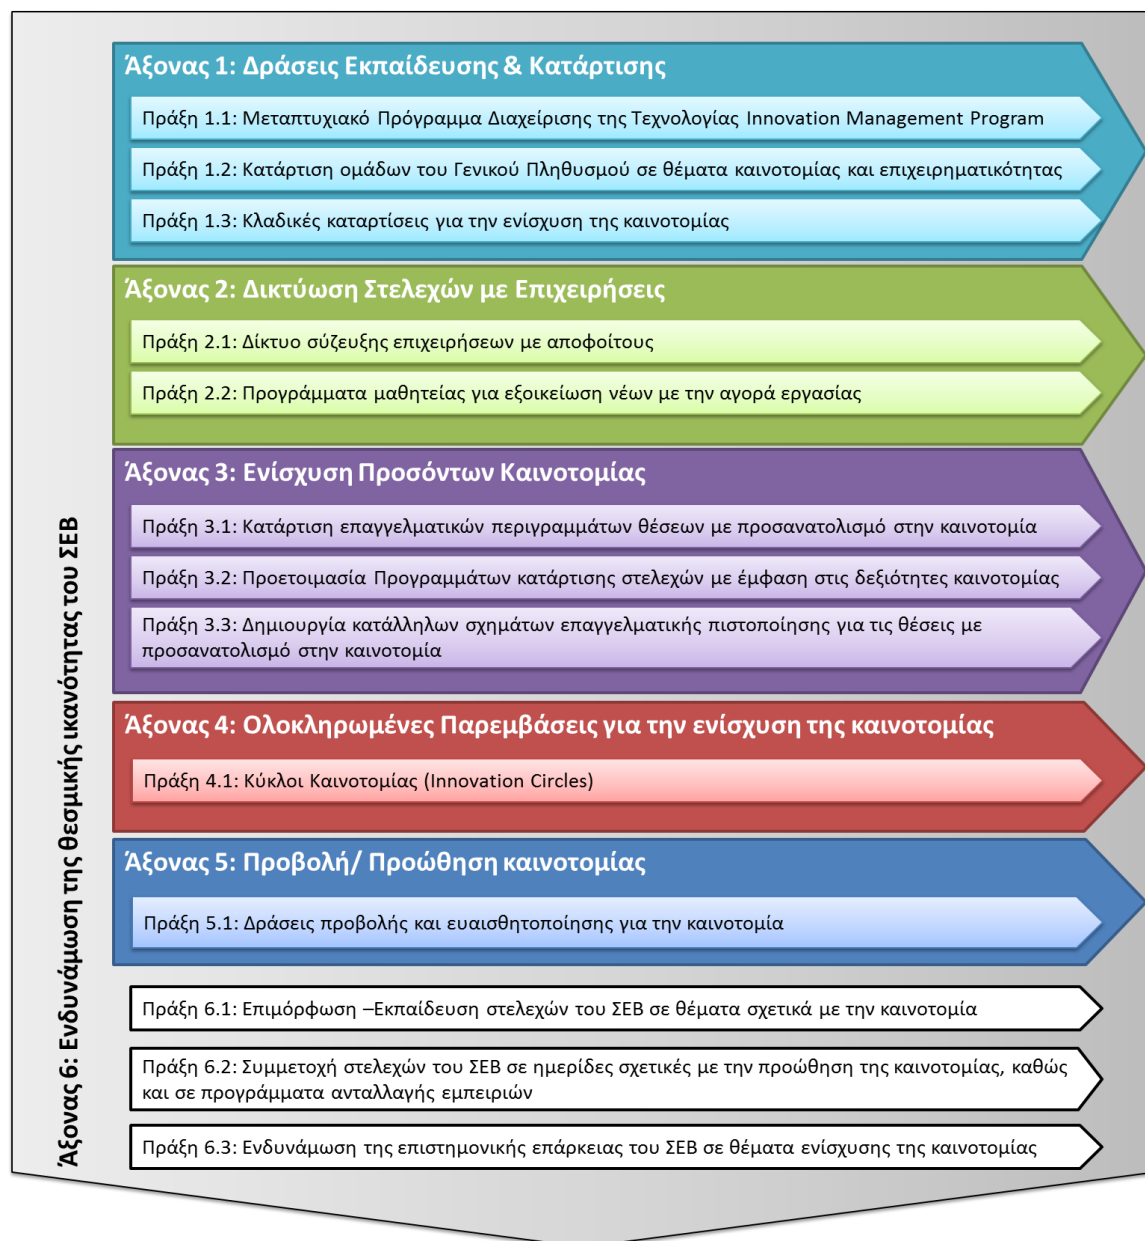 Άξονας 1: Δράσεις Εκπαίδευσης & Κατάρτισης
Πράξη 1.1: Μεταπτυχιακό Πρόγραμμα Διαχείρισης της Τεχνολογίας Innovation Management Program
Πράξη 1.2: Κατάρτιση ομάδων του Γενικού Πληθυσμού σε θέματα καινοτομίας και επιχειρηματικότητας
Πράξη 1.3: Κλαδικές καταρτίσεις για την ενίσχυση της καινοτομίας
Άξονας 2: Δικτύωση Στελεχών με Επιχειρήσεις
Πράξη 2.1: Δίκτυο σύζευξης επιχειρήσεων με αποφοίτους
Πράξη 2.2: Προγράμματα μαθητείας για εξοικείωση νέων με την αγορά εργασίας
Άξονας 3: Ενίσχυση Προσόντων Καινοτομίας
Πράξη 3.1: Κατάρτιση επαγγελματικών περιγραμμάτων θέσεων με προσανατολισμό στην καινοτομία
Πράξη 3.2: Προετοιμασία Προγραμμάτων κατάρτισης στελεχών με έμφαση στις δεξιότητες καινοτομίας
Πράξη 3.3: Δημιουργία κατάλληλων σχημάτων επαγγελματικής πιστοποίησης για τις θέσεις με
προσανατολισμό στην καινοτομία
Άξονας 4: Ολοκληρωμένες Παρεμβάσεις για την ενίσχυση της καινοτομίας
Πράξη 4.1: Κύκλοι Καινοτομίας (Innovation Circles)
Άξονας 5: Προβολή/ Προώθηση καινοτομίας
Πράξη 5.1: Δράσεις προβολής και ευαισθητοποίησης για την καινοτομία
Άξονας 6: Ενδυνάμωση της θεσμικής ικανότητας του ΣΕΒ
Πράξη 6.1: Επιμόρφωση –Εκπαίδευση στελεχών του ΣΕΒ σε θέματα σχετικά με την καινοτομία
Πράξη 6.2: Συμμετοχή στελεχών του ΣΕΒ σε ημερίδες σχετικές με την προώθηση της καινοτομίας, καθώς
και σε προγράμματα ανταλλαγής εμπειριών
Πράξη 6.3: Ενδυνάμωση της επιστημονικής επάρκειας του ΣΕΒ σε θέματα ενίσχυσης της καινοτομίας